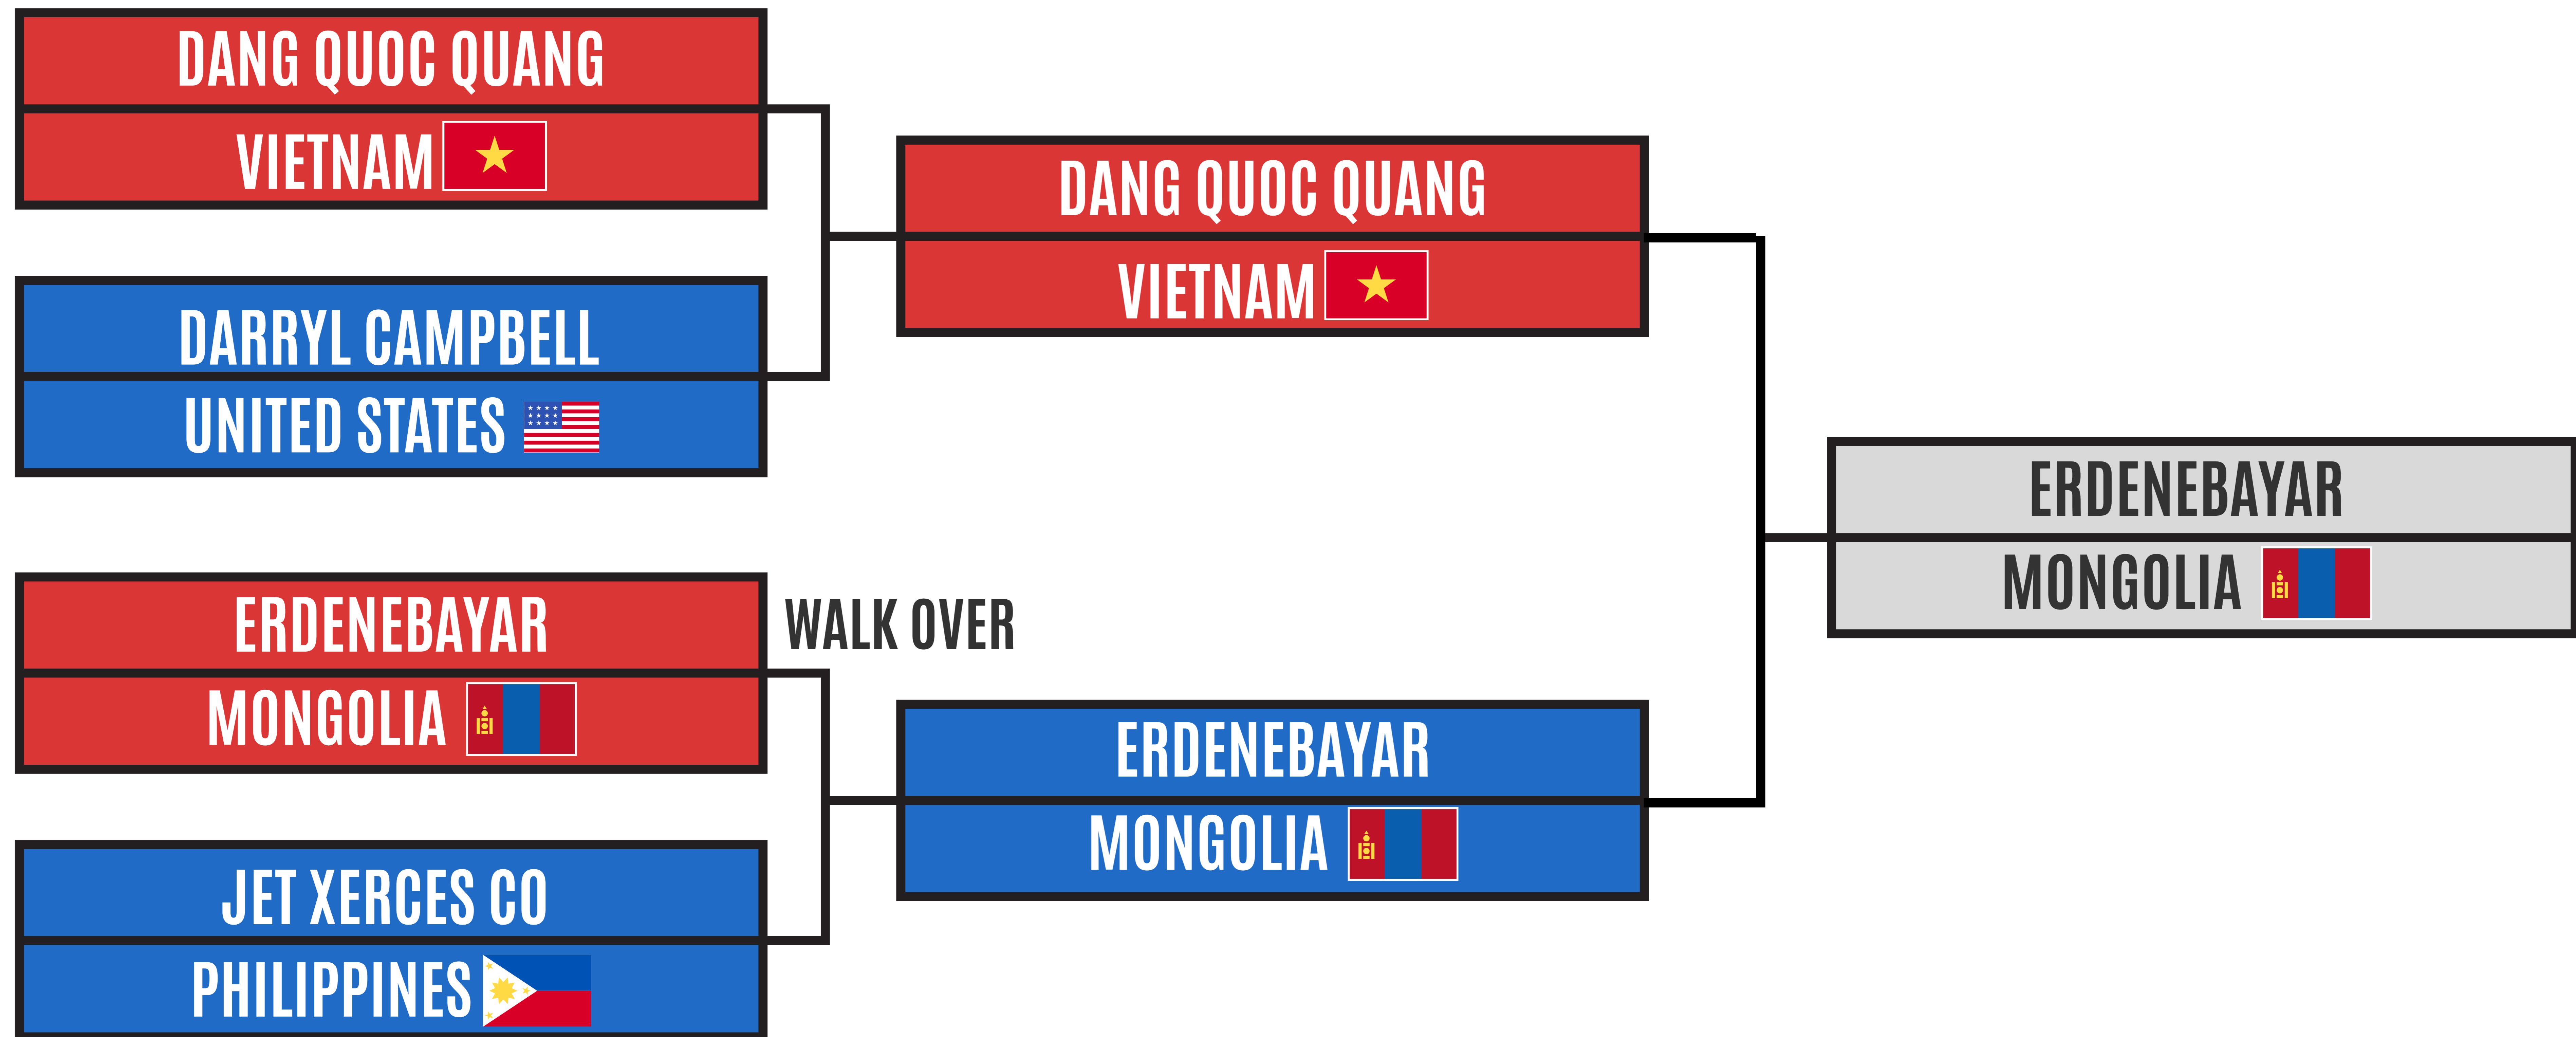 DANG QUOC QUANG
VIETNAM
DARRYL CAMPBELL
UNITED STATES
ERDENEBAYAR
MONGOLIA
WALK OVER
JET XERCES CO
PHILIPPINES
DANG QUOC QUANG
VIETNAM
ERDENEBAYAR
MONGOLIA
ERDENEBAYAR
MONGOLIA